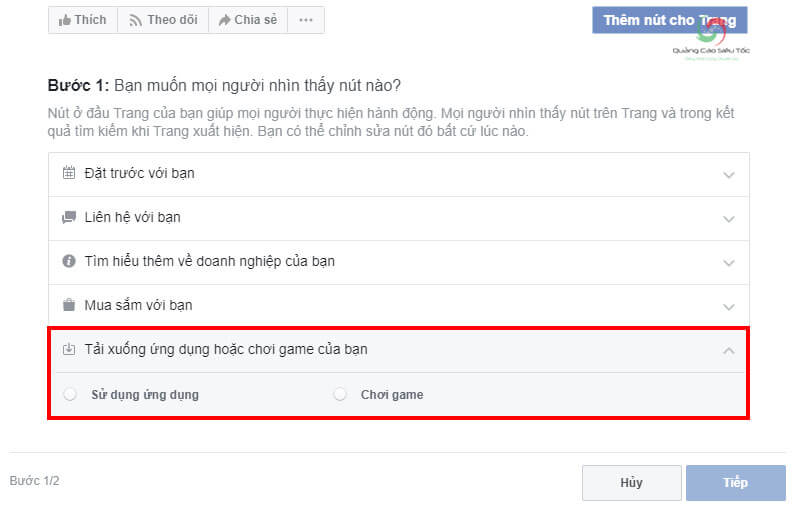 Thích Theo dõi Chia sẻ ...
Thêm nút cho Trang
Quảng Cáo Siêu Tốc
Bước 1: Bạn muốn mọi người nhìn thấy nút nào?
Nút ở đầu Trang của bạn giúp mọi người thực hiện hành động. Mọi người nhìn thấy nút trên Trang và trong kết
quả tìm kiếm khi Trang xuất hiện. Bạn có thể chỉnh sửa nút đó bất cứ lúc nào.
Đặt trước với bạn
Liên hệ với bạn
Tìm hiểu thêm về doanh nghiệp của bạn
Mua sắm với bạn
Tải xuống ứng dụng hoặc chơi game của bạn
Sử dụng ứng dụng Chơi game
Bước 1/2
Hủy Tiếp